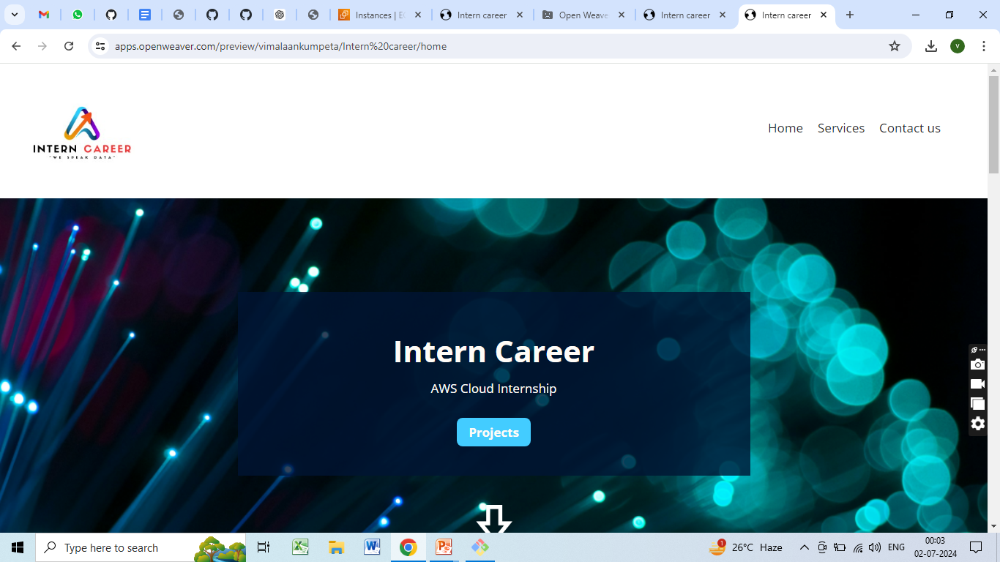 Instances | EC
Intern career
Open Weave
Intern career
Intern career
apps.openweaver.com/preview/vimalaankumpeta/Intern%20career/home
V
Home Services Contact us
INTERN CAREER
"WE SPEAK DATA"
Intern Career
AWS Cloud Internship
Projects
Type here to search
1
26°C Haze
ENG
00:03
02-07-2024